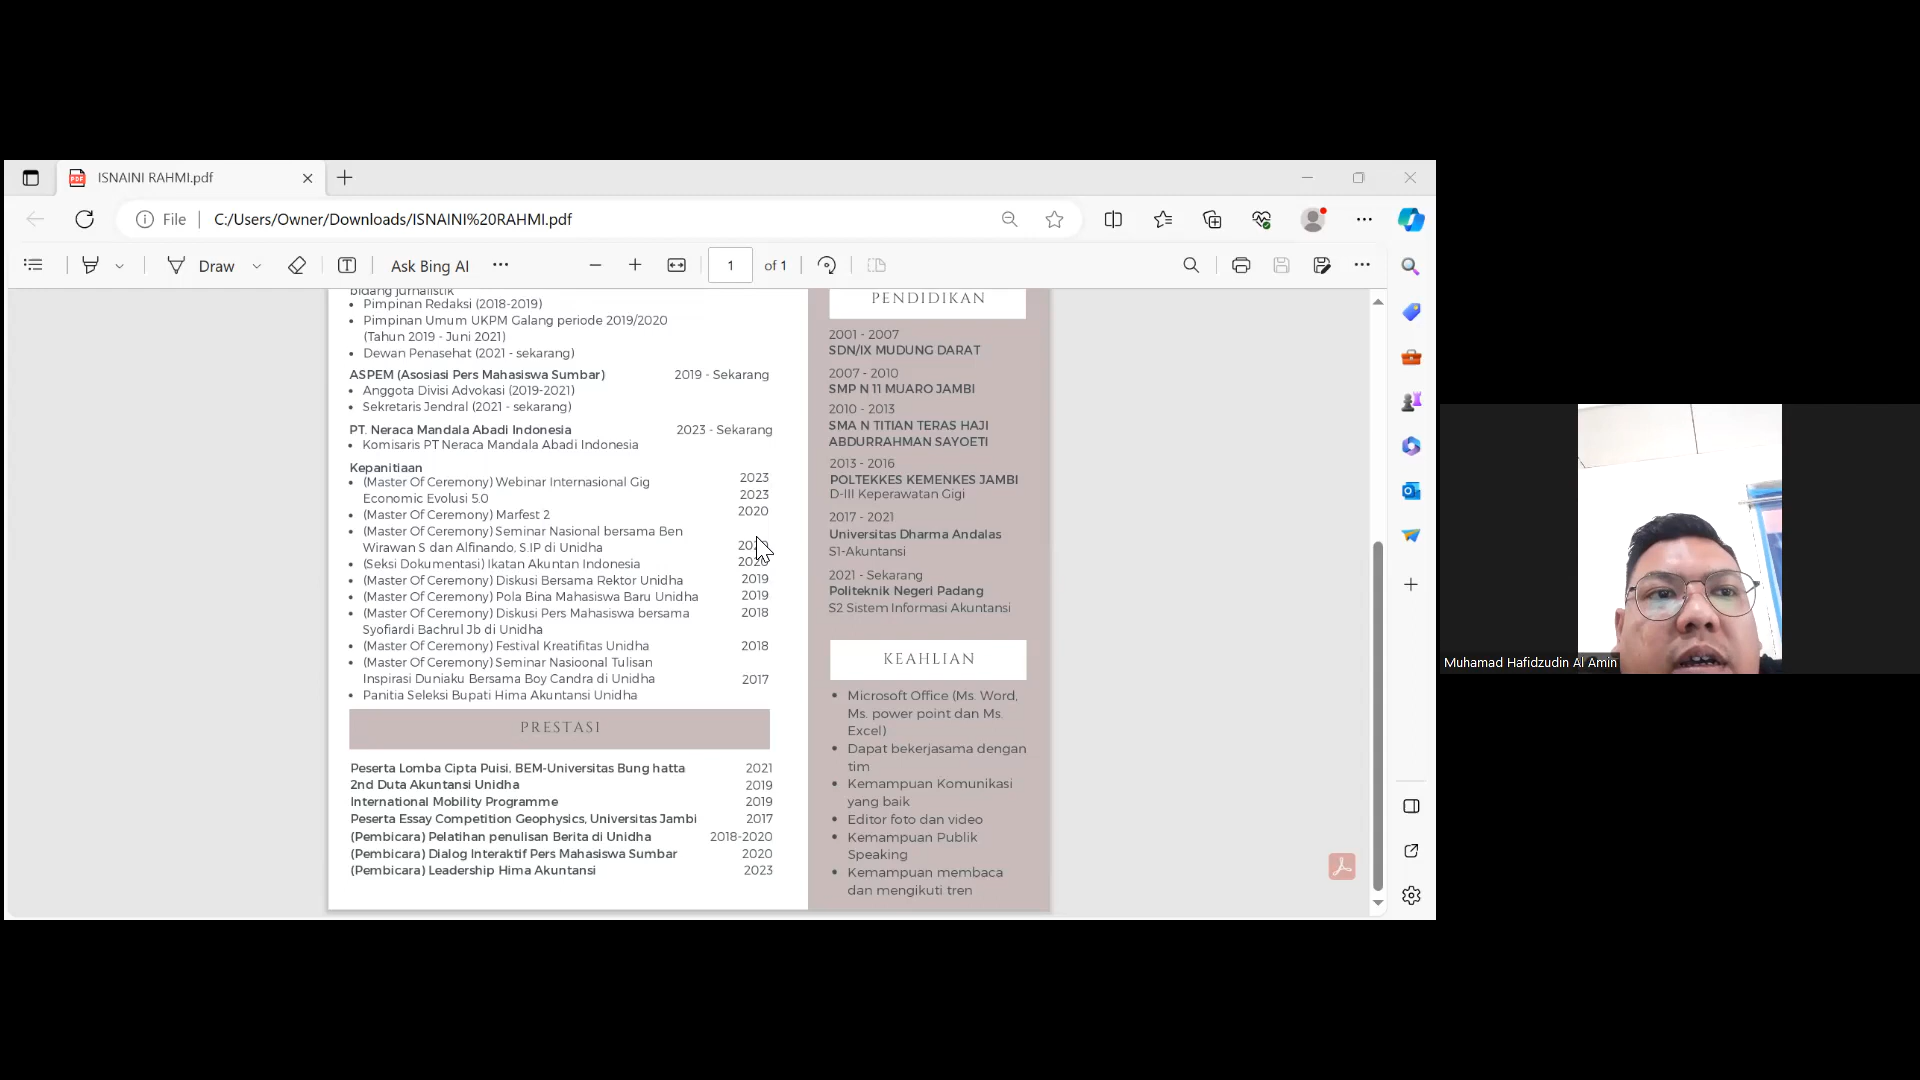 ISNAINI RAHMI.pdf
File
C:/Users/Owner/Downloads/ISNAINI%20RAHMI.pdf
Draw
Ask Bing AI
1
of 1
bidang jurnalistik
Pimpinan Redaksi (2018-2019)
Pimpinan Umum UKPM Galang periode 2019/2020
(Tahun 2019 - Juni 2021)
Dewan Penasehat (2021 - sekarang)
ASPEM (Asosiasi Pers Mahasiswa Sumbar) 2019 - Sekarang
Anggota Divisi Advokasi (2019-2021)
Sekretaris Jendral (2021 - sekarang)
PT. Neraca Mandala Abadi Indonesia 2023 - Sekarang
Komisaris PT Neraca Mandala Abadi Indonesia
Kepanitiaan
(Master Of Ceremony) Webinar Internasional Gig 2023
Economic Evolusi 5.0 2023
(Master Of Ceremony) Marfest 2 2020
(Master Of Ceremony) Seminar Nasional bersama Ben
Wirawan S dan Alfinando, S.IP di Unidha
(Seksi Dokumentasi) Ikatan Akuntan Indonesia 2020
(Master Of Ceremony) Diskusi Bersama Rektor Unidha 2019
(Master Of Ceremony) Pola Bina Mahasiswa Baru Unidha 2019
(Master Of Ceremony) Diskusi Pers Mahasiswa bersama 2018
Syofiardi Bachrul Jb di Unidha
(Master Of Ceremony) Festival Kreatifitas Unidha 2018
(Master Of Ceremony) Seminar Nasioonal Tulisan
Inspirasi Duniaku Bersama Boy Candra di Unidha 2017
Panitia Seleksi Bupati Hima Akuntansi Unidha
PRESTASI
Peserta Lomba Cipta Puisi, BEM-Universitas Bung hatta 2021
2nd Duta Akuntansi Unidha 2019
International Mobility Programme 2019
Peserta Essay Competition Geophysics, Universitas Jambi 2017
(Pembicara) Pelatihan penulisan Berita di Unidha 2018-2020
(Pembicara) Dialog Interaktif Pers Mahasiswa Sumbar 2020
(Pembicara) Leadership Hima Akuntansi 2023
PENDIDIKAN
2001 - 2007
SDN/IX MUDUNG DARAT
2007 - 2010
SMP N 11 MUARO JAMBI
2010 - 2013
SMA N TITIAN TERAS HAJI
ABDURRAHMAN SAYOETI
2013 - 2016
POLTEKKES KEMENKES JAMBI
D-III Keperawatan Gigi
2017 - 2021
Universitas Dharma Andalas
S1-Akuntansi
2021 - Sekarang
Politeknik Negeri Padang
S2 Sistem Informasi Akuntansi
KEAHLIAN
Microsoft Office (Ms. Word,
Ms. power point dan Ms.
Excel)
Dapat bekerjasama dengan
tim
Kemampuan Komunikasi
yang baik
Editor foto dan video
Kemampuan Publik
Speaking
Kemampuan membaca
dan mengikuti tren
Muhamad Hafidzudin Al Amin